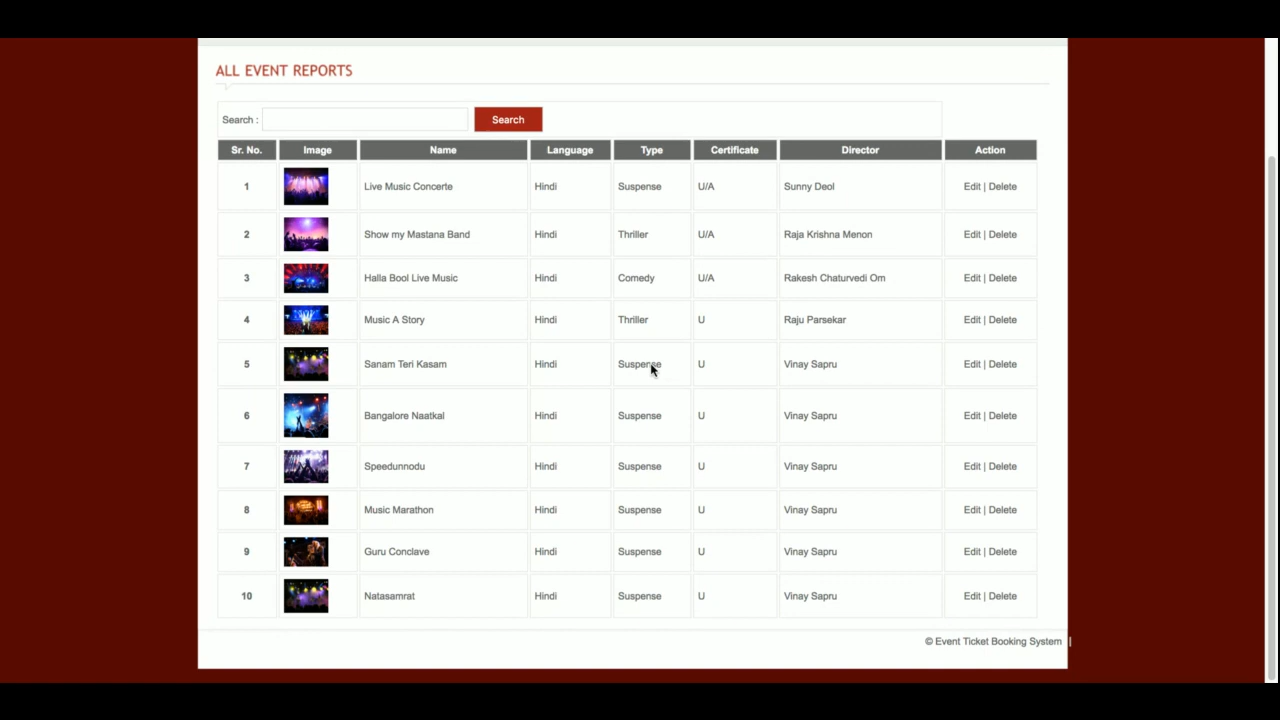 ALL EVENT REPORTS
Search : Search
Sr. No. Image Name Language Type Certificate Director Action
1 Live Music Concerte Hindi Suspense U/A Sunny Deol Edit | Delete
2 Show my Mastana Band Hindi Thriller U/A Raja Krishna Menon Edit | Delete
3 Halla Bool Live Music Hindi Comedy U/A Rakesh Chaturvedi Om Edit | Delete
4 Music A Story Hindi Thriller U Raju Parsekar Edit | Delete
5 Sanam Teri Kasam Hindi Suspense U Vinay Sapru Edit | Delete
6 Bangalore Naatkal Hindi Suspense U Vinay Sapru Edit | Delete
7 Speedunnodu Hindi Suspense U Vinay Sapru Edit | Delete
8 Music Marathon Hindi Suspense U Vinay Sapru Edit | Delete
9 Guru Conclave Hindi Suspense U Vinay Sapru Edit | Delete
10 Natasamrat Hindi Suspense U Vinay Sapru Edit | Delete
© Event Ticket Booking System |